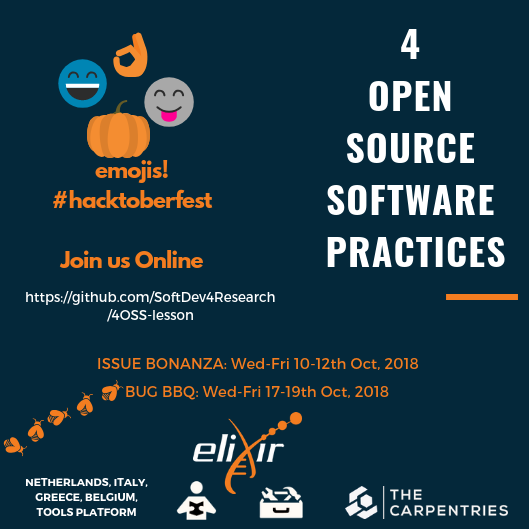 4
OPEN
SOURCE
SOFTWARE
PRACTICES
emojis!
#hacktoberfest
Join us Online
https://github.com/SoftDev4Research
/4OSS-lesson
ISSUE BONANZA: Wed-Fri 10-12th Oct, 2018
BUG BBQ: Wed-Fri 17-19th Oct, 2018
elixir
NETHERLANDS, ITALY,
GREECE, BELGIUM,
TOOLS PLATFORM
THE
CARPENTRIES